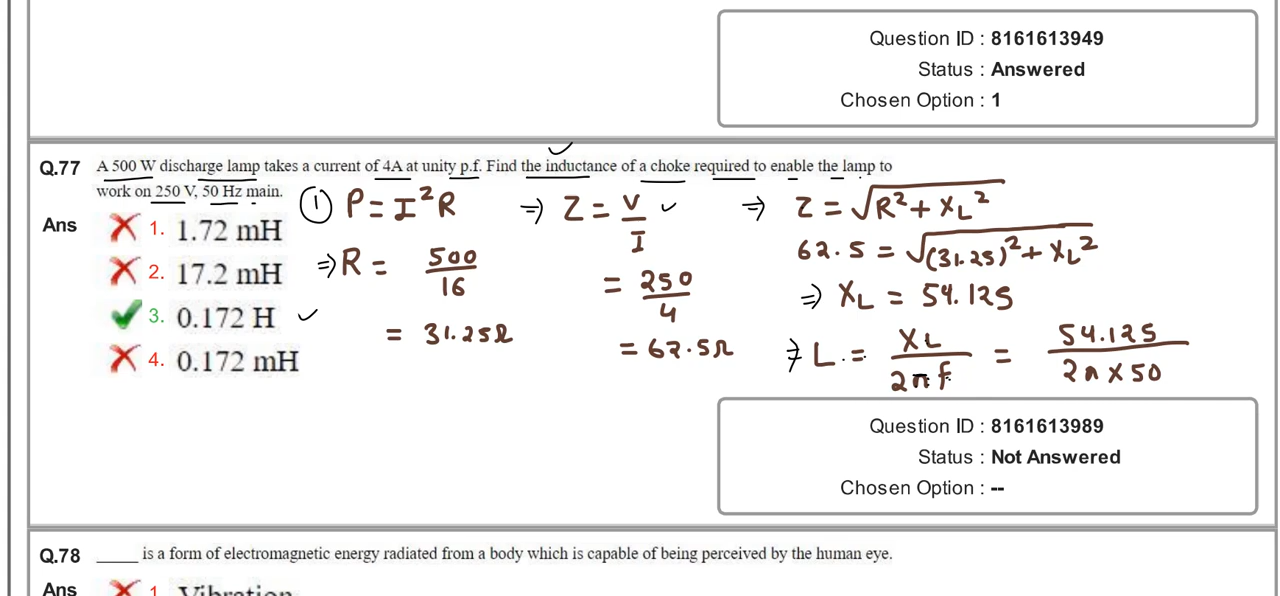 Question ID : 8161613949
Status : Answered
Chosen Option : 1
Q.77 A 500 W discharge lamp takes a current of 4A at unity p.f. Find the inductance of a choke required to enable the lamp to
work on 250 V, 50 Hz main.
Ans
1. 1.72 mH
2. 17.2 mH
3. 0.172 H
4. 0.172 mH
① P = I²R
⇒ R = 500/16
= 31.25Ω
⇒ Z = V/I
= 250/4
= 62.5Ω
⇒ Z = √R² + XL²
62.5 = √(31.25)² + XL²
⇒ XL = 54.125
⇒ L = XL/2πf = 54.125/2π × 50
Question ID : 8161613989
Status : Not Answered
Chosen Option : --
Q.78 _____ is a form of electromagnetic energy radiated from a body which is capable of being perceived by the human eye.
Ans 1. Vibration